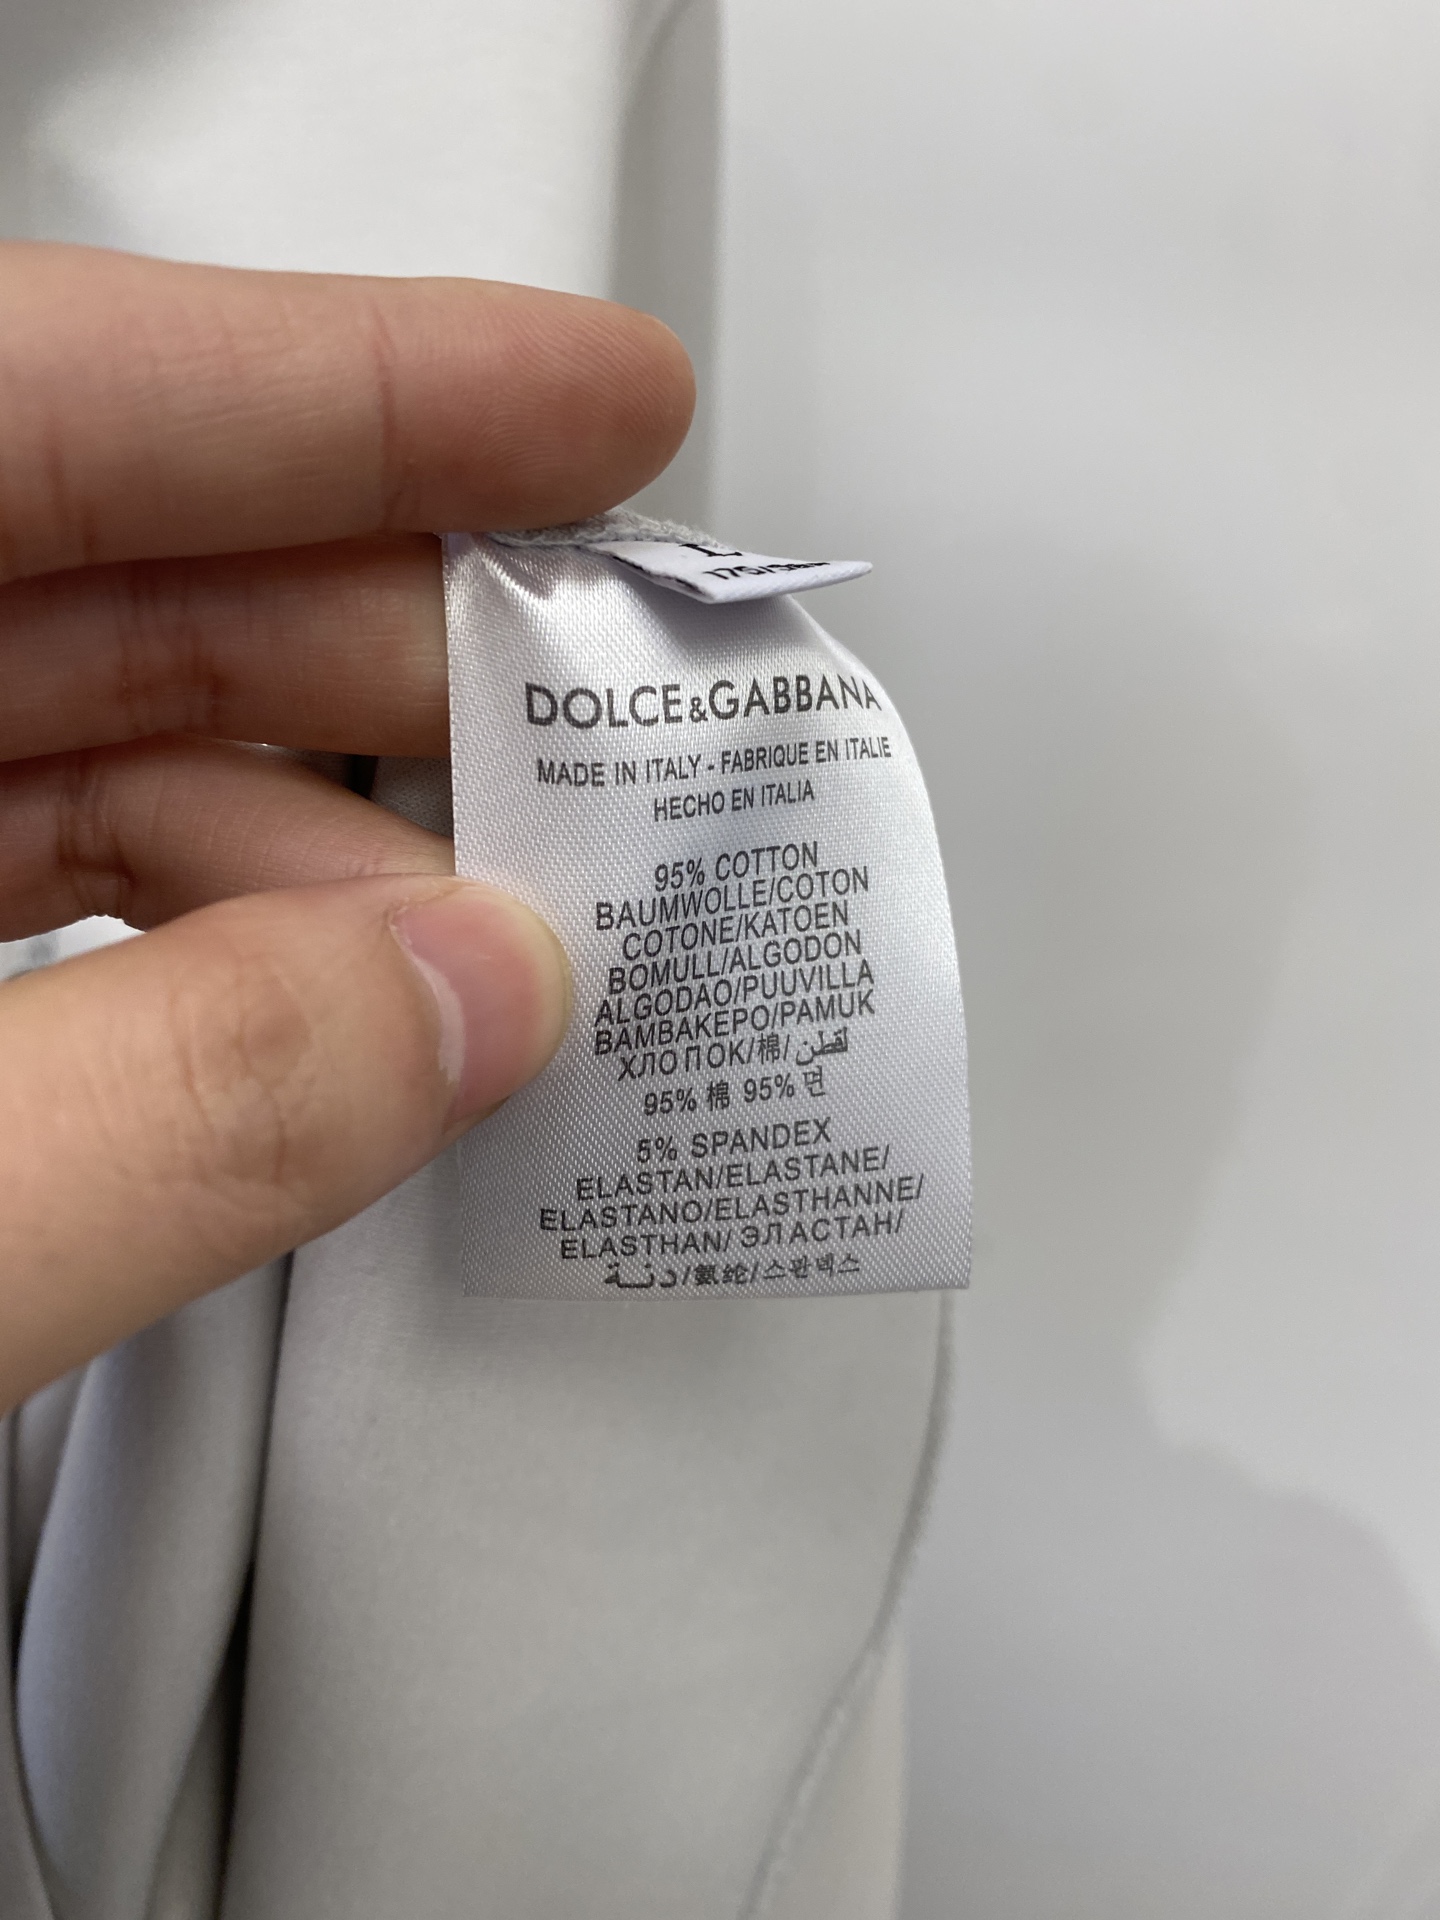 L
DOLCE&GABBANA
MADE IN ITALY - FABRIQUE EN ITALIE
HECHO EN ITALIA
95% COTTON
BAUMWOLLE/COTON
COTONE/KATOEN
BOMULL/ALGODON
ALGODAO/PUUVILLA
BAMBAKEPO/PAMUK
ХЛОПОК/棉/لقطن
95% 棉 95% 면
5% SPANDEX
ELASTAN/ELASTANE/
ELASTANO/ELASTHANNE/
ELASTHAN/ ЭЛАСТАН/
/氨纶/스판덱스